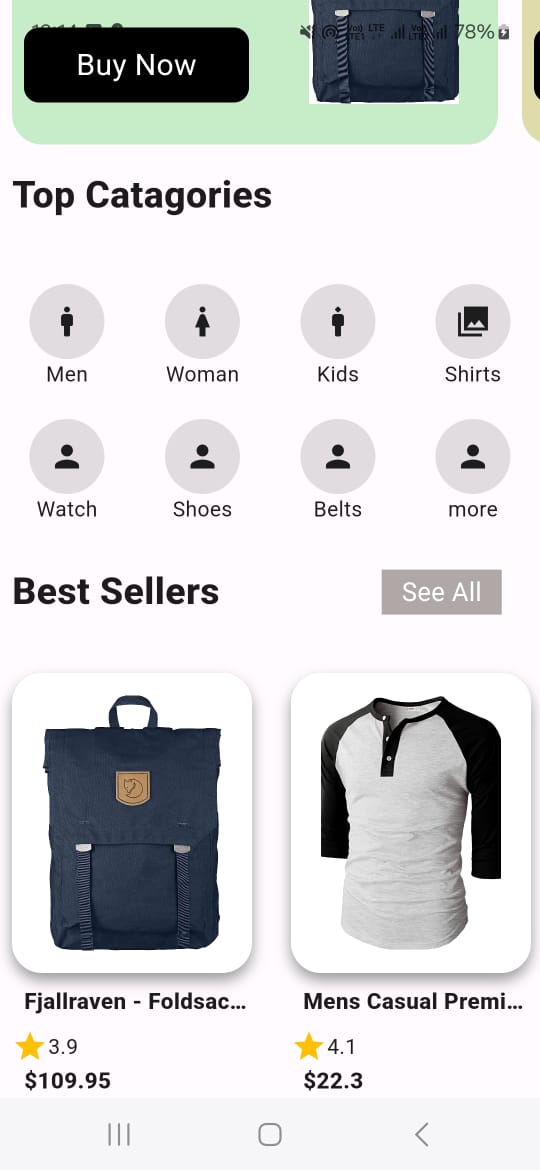 78%
Buy Now
Top Catagories
Men Woman Kids Shirts
Watch Shoes Belts more
Best Sellers See All
Fjallraven - Foldsac... Mens Casual Premi...
3.9 4.1
$109.95 $22.3